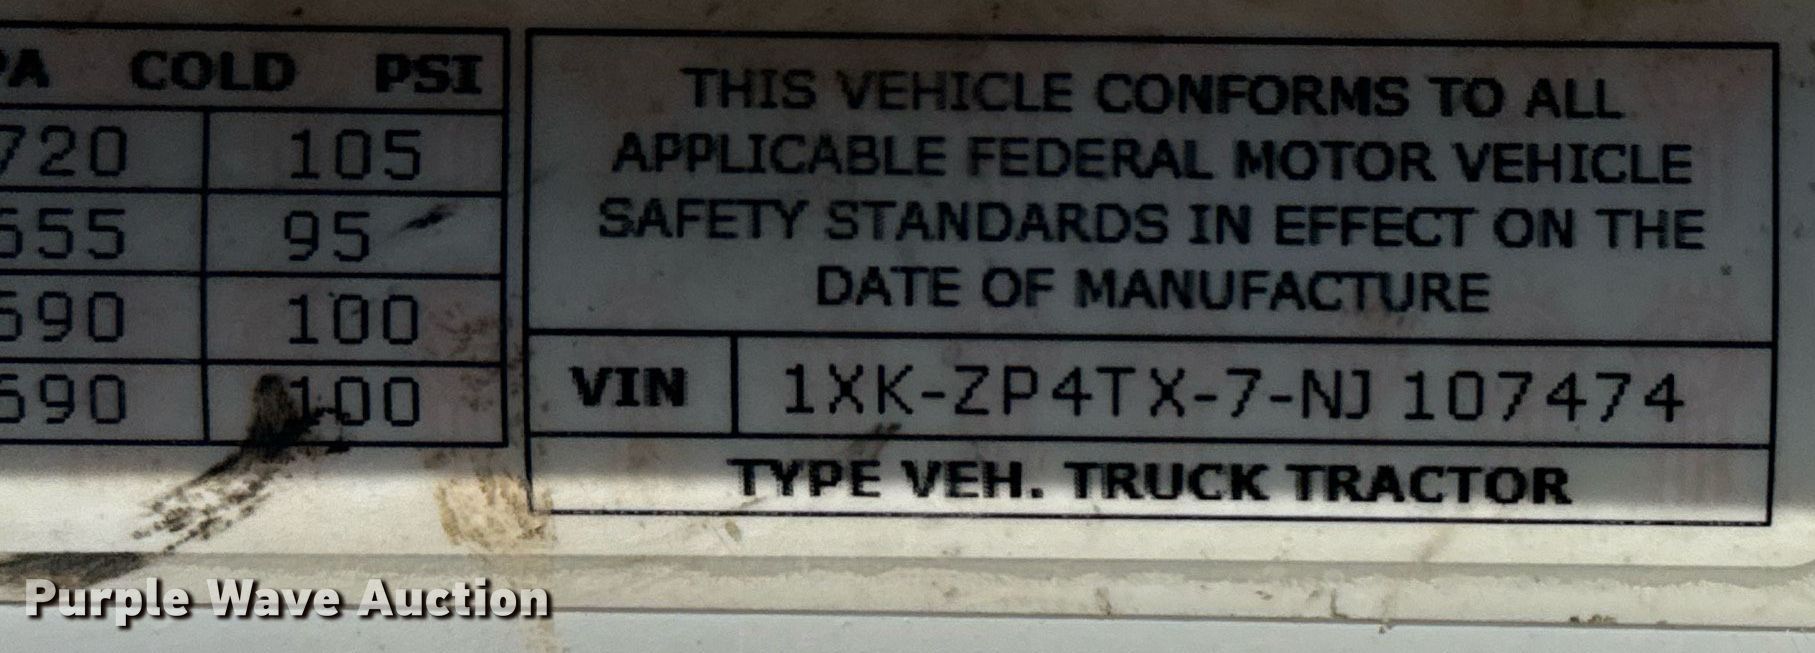 PA COLD PSI
720 105
655 95
690 100
690 100
THIS VEHICLE CONFORMS TO ALL
APPLICABLE FEDERAL MOTOR VEHICLE
SAFETY STANDARDS IN EFFECT ON THE
DATE OF MANUFACTURE
VIN 1XK-ZP4TX-7-NJ107474
TYPE VEH. TRUCK TRACTOR
Purple Wave Auction